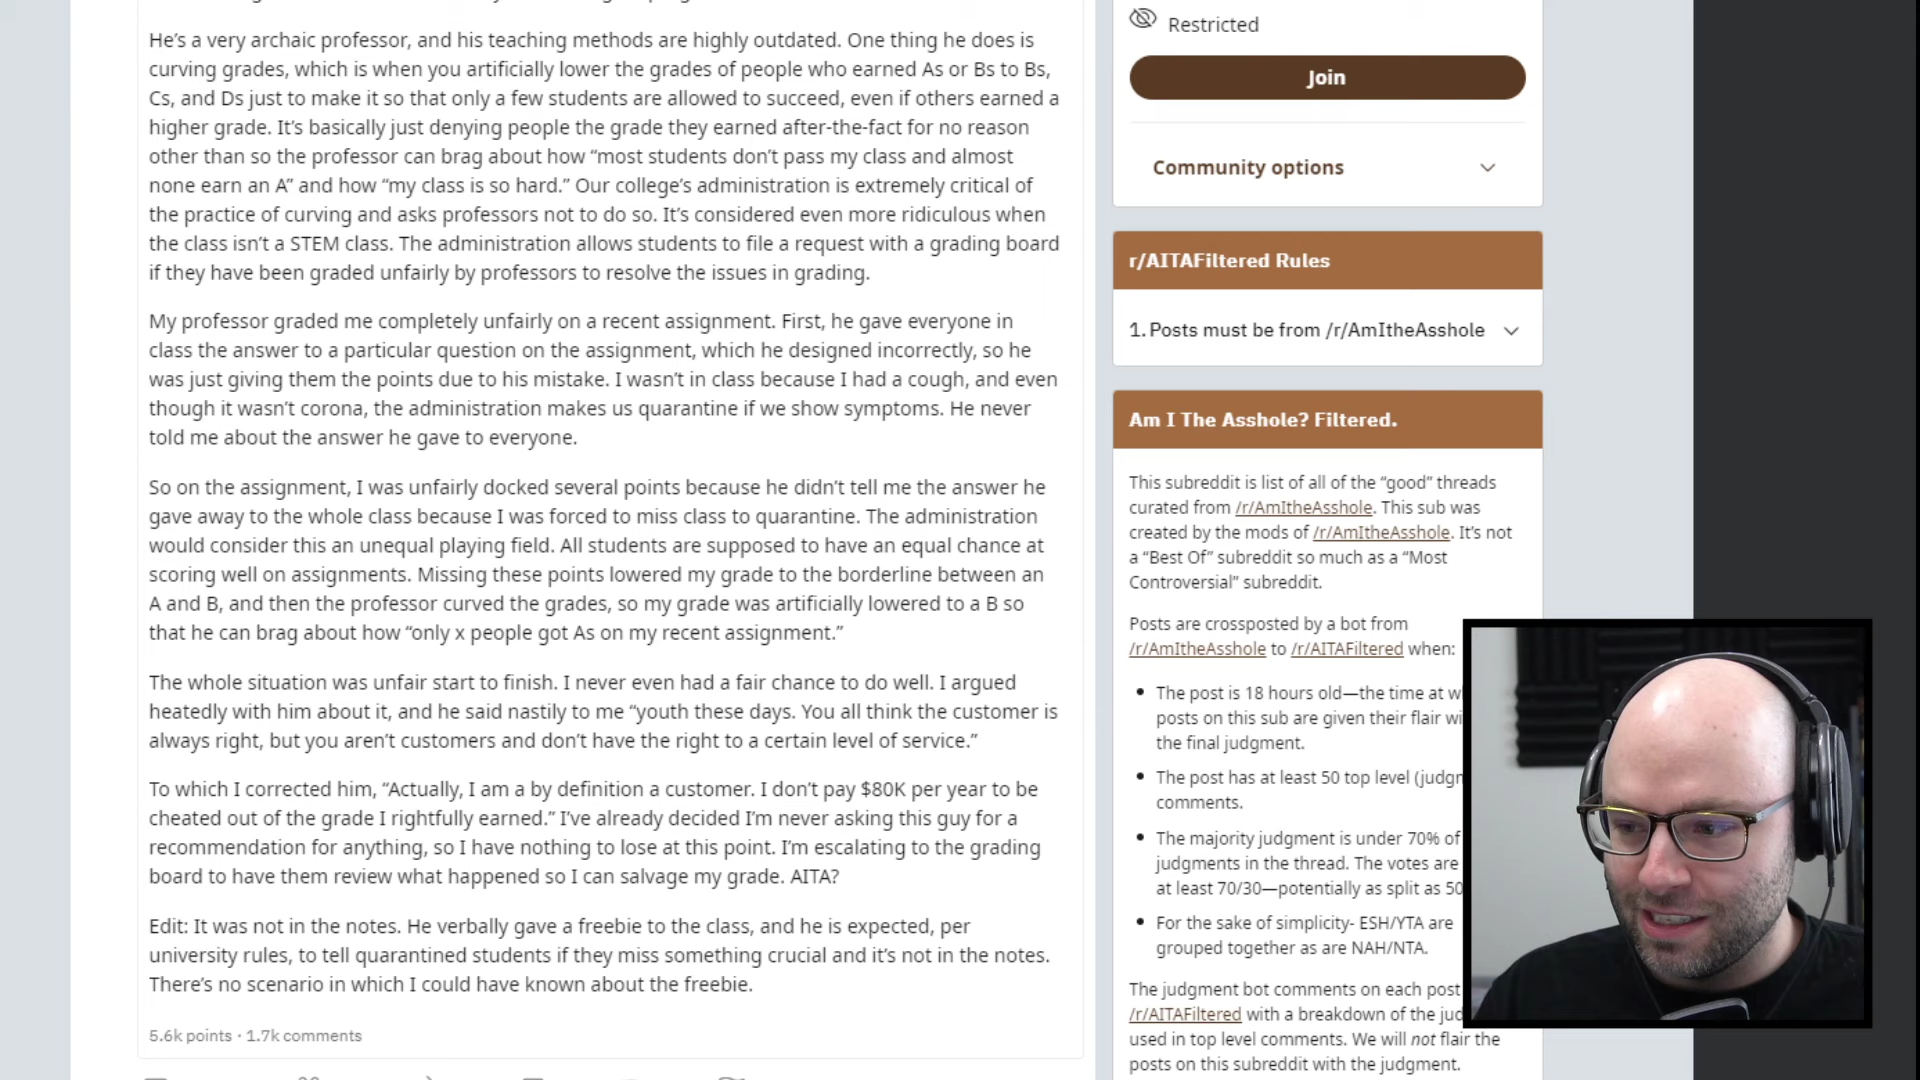 He's a very archaic professor, and his teaching methods are highly outdated. One thing he does is
curving grades, which is when you artificially lower the grades of people who earned As or Bs to Bs,
Cs, and Ds just to make it so that only a few students are allowed to succeed, even if others earned a
higher grade. It's basically just denying people the grade they earned after-the-fact for no reason
other than so the professor can brag about how “most students don't pass my class and almost
none earn an A” and how “my class is so hard.” Our college's administration is extremely critical of
the practice of curving and asks professors not to do so. It's considered even more ridiculous when
the class isn't a STEM class. The administration allows students to file a request with a grading board
if they have been graded unfairly by professors to resolve the issues in grading.
My professor graded me completely unfairly on a recent assignment. First, he gave everyone in
class the answer to a particular question on the assignment, which he designed incorrectly, so he
was just giving them the points due to his mistake. I wasn't in class because I had a cough, and even
though it wasn't corona, the administration makes us quarantine if we show symptoms. He never
told me about the answer he gave to everyone.
So on the assignment, I was unfairly docked several points because he didn't tell me the answer he
gave away to the whole class because I was forced to miss class to quarantine. The administration
would consider this an unequal playing field. All students are supposed to have an equal chance at
scoring well on assignments. Missing these points lowered my grade to the borderline between an
A and B, and then the professor curved the grades, so my grade was artificially lowered to a B so
that he can brag about how “only x people got As on my recent assignment.”
The whole situation was unfair start to finish. I never even had a fair chance to do well. I argued
heatedly with him about it, and he said nastily to me “youth these days. You all think the customer is
always right, but you aren't customers and don't have the right to a certain level of service.”
To which I corrected him, “Actually, I am a by definition a customer. I don't pay $80K per year to be
cheated out of the grade I rightfully earned.” I've already decided I'm never asking this guy for a
recommendation for anything, so I have nothing to lose at this point. I'm escalating to the grading
board to have them review what happened so I can salvage my grade. AITA?
Edit: It was not in the notes. He verbally gave a freebie to the class, and he is expected, per
university rules, to tell quarantined students if they miss something crucial and it's not in the notes.
There's no scenario in which I could have known about the freebie.
5.6k points · 1.7k comments
Restricted
Join
Community options
r/AITAFiltered Rules
1. Posts must be from /r/AmItheAsshole
Am I The Asshole? Filtered.
This subreddit is list of all of the “good” threads
curated from /r/AmItheAsshole. This sub was
created by the mods of /r/AmItheAsshole. It's not
a “Best Of” subreddit so much as a “Most
Controversial” subreddit.
Posts are crossposted by a bot from
/r/AmItheAsshole to /r/AITAFiltered when:
• The post is 18 hours old—the time at
posts on this sub are given their flair
the final judgment.
• The post has at least 50 top level
comments.
• The majority judgment is under 70% of
judgments in the thread. The votes are
at least 70/30—potentially as split as 50
• For the sake of simplicity- ESH/YTA are
grouped together as are NAH/NTA.
The judgment bot comments on each post
/r/AITAFiltered with a breakdown of the
used in top level comments. We will not flair the
posts on this subreddit with the judgment.